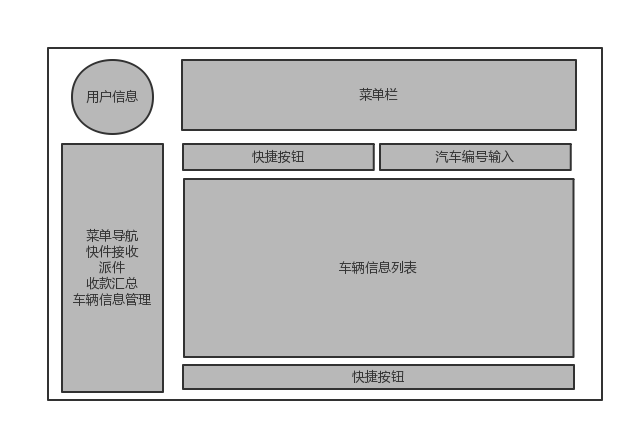 用户信息
菜单栏
快捷按钮
汽车编号输入
菜单导航
快件接收
派件
收款汇总
车辆信息管理
车辆信息列表
快捷按钮